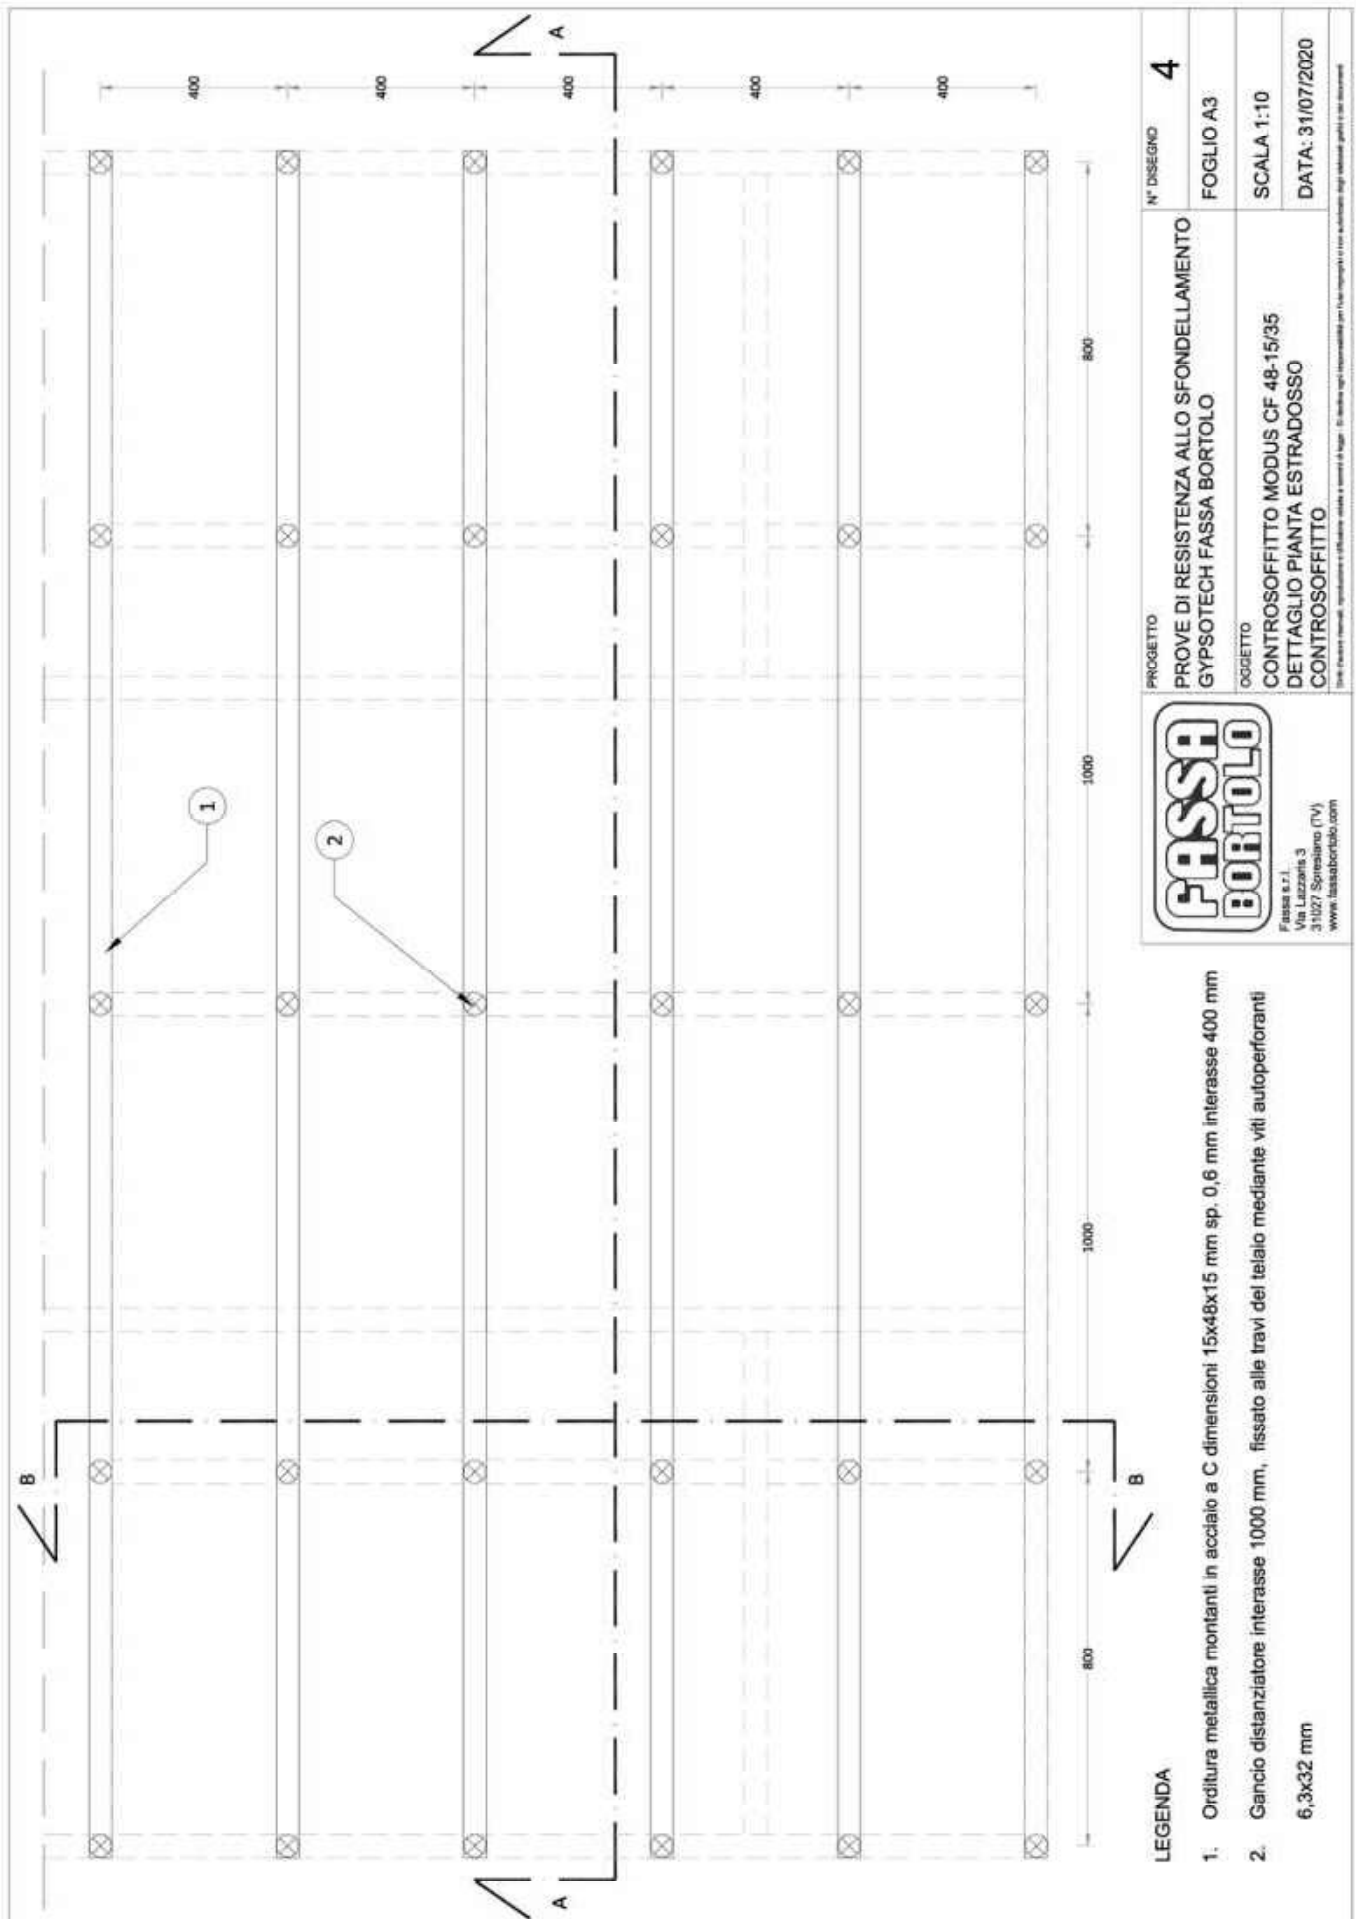 B
A
A
B
1
2
400
400
400
400
400
800
1000
1000
800
LEGENDA
1. Orditura metallica montanti in acciaio a C dimensioni 15x48x15 mm sp. 0,6 mm interasse 400 mm
2. Gancio distanziatore interasse 1000 mm, fissato alle travi del telaio mediante viti autoperforanti
6,3x32 mm
FASSA
BORTOLO
Fassa s.r.l.
Via Lazzaris 3
31027 Spresiano (TV)
www.fassabortolo.com
PROGETTO
PROVE DI RESISTENZA ALLO SFONDELLAMENTO
GYPSOTECH FASSA BORTOLO
OGGETTO
CONTROSOFFITTO MODUS CF 48-15/35
DETTAGLIO PIANTA ESTRADOSSO
CONTROSOFFITTO
N° DISEGNO
4
FOGLIO A3
SCALA 1:10
DATA: 31/07/2020